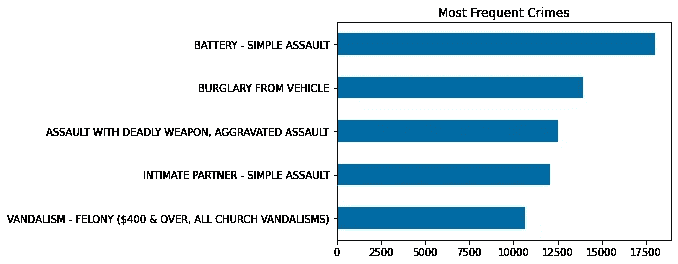 Most Frequent Crimes
BATTERY - SIMPLE ASSAULT
BURGLARY FROM VEHICLE
ASSAULT WITH DEADLY WEAPON, AGGRAVATED ASSAULT
INTIMATE PARTNER - SIMPLE ASSAULT
VANDALISM - FELONY ($400 & OVER, ALL CHURCH VANDALISMS)
0 2500 5000 7500 10000 12500 15000 17500